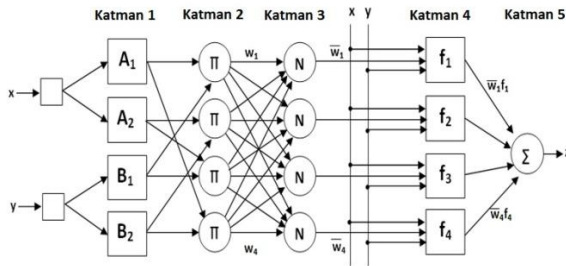 Katman 1 Katman 2 Katman 3 x y Katman 4 Katman 5
A1 Π w1 N w̅1 f1
w̅1f1
x A2 Π N f2
Σ z
B1 Π N f3
y
B2 Π N f4 w̅4f4
w4 w̅4